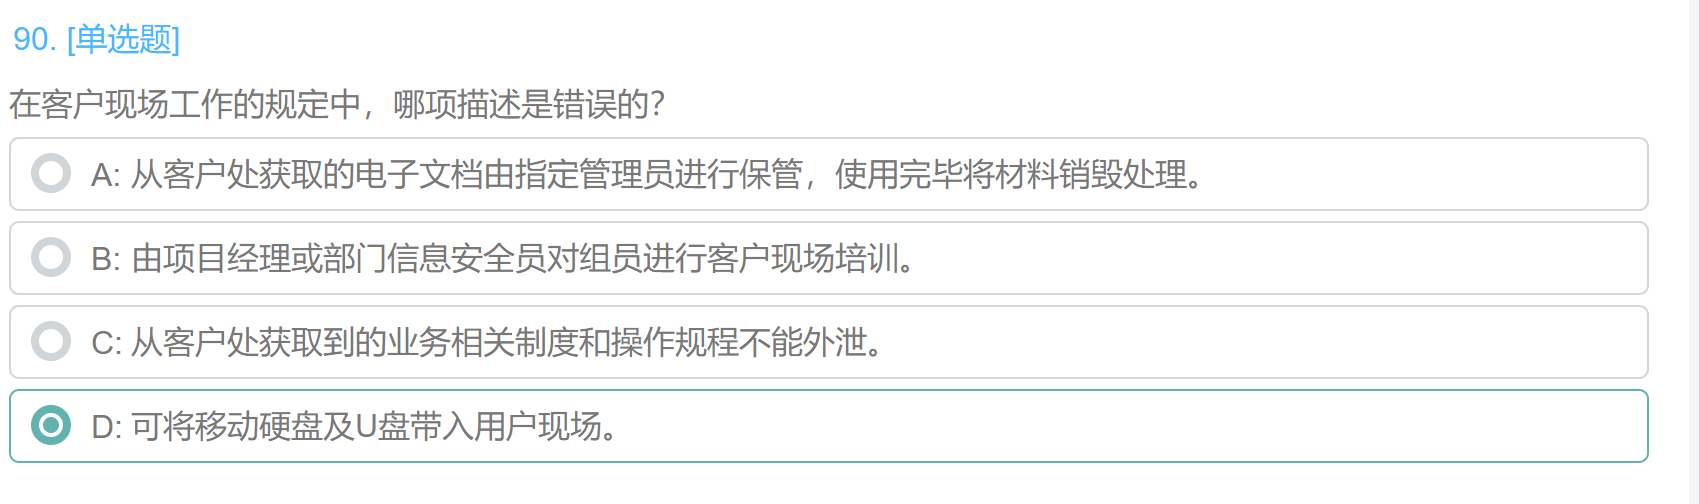 90. [单选题]
在客户现场工作的规定中，哪项描述是错误的？
A: 从客户处获取的电子文档由指定管理员进行保管，使用完毕将材料销毁处理。
B: 由项目经理或部门信息安全员对组员进行客户现场培训。
C: 从客户处获取到的业务相关制度和操作规程不能外泄。
D: 可将移动硬盘及U盘带入用户现场。